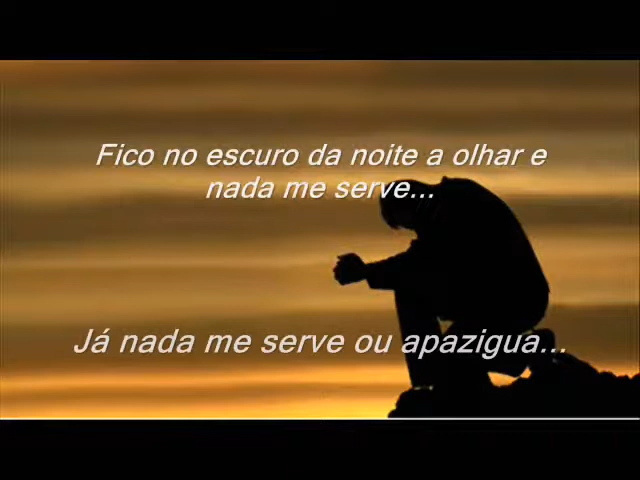 Fico no escuro da noite a olhar e
nada me serve...
Já nada me serve ou apazigua...